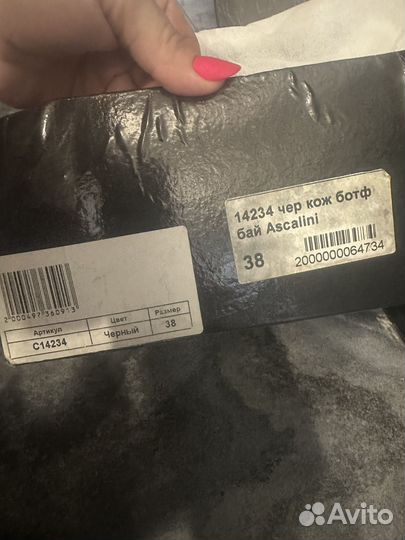 14234 чер кож ботф
бай Ascalini
38
2000000064734
2 000497 360913
Артикул Цвет Размер
C14234 Черный 38
Avito